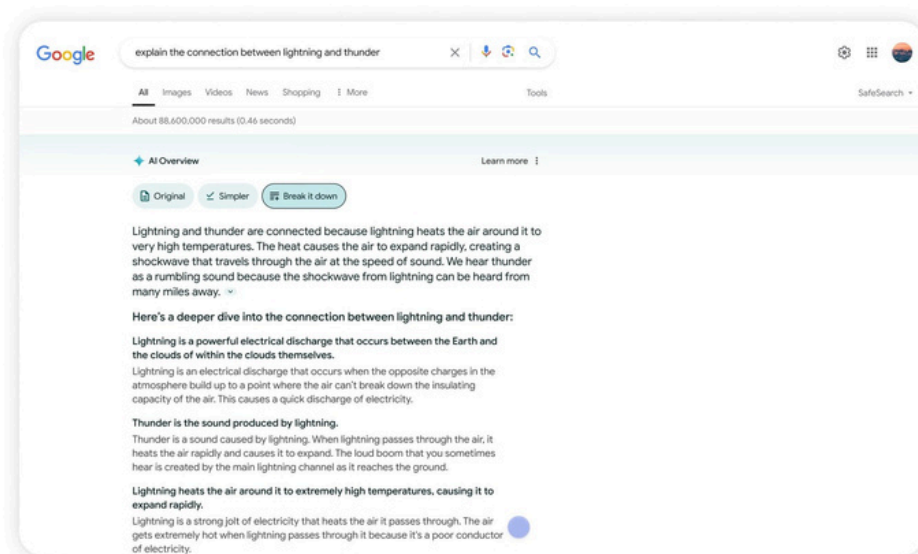 Google
explain the connection between lightning and thunder
All Images Videos News Shopping More Tools SafeSearch
About 88,600,000 results (0.46 seconds)
AI Overview Learn more
Original Simpler Break it down
Lightning and thunder are connected because lightning heats the air around it to
very high temperatures. The heat causes the air to expand rapidly, creating a
shockwave that travels through the air at the speed of sound. We hear thunder
as a rumbling sound because the shockwave from lightning can be heard from
many miles away.
Here's a deeper dive into the connection between lightning and thunder:
Lightning is a powerful electrical discharge that occurs between the Earth and
the clouds of within the clouds themselves.
Lightning is an electrical discharge that occurs when the opposite charges in the
atmosphere build up to a point where the air can't break down the insulating
capacity of the air. This causes a quick discharge of electricity.
Thunder is the sound produced by lightning.
Thunder is a sound caused by lightning. When lightning passes through the air, it
heats the air rapidly and causes it to expand. The loud boom that you sometimes
hear is created by the main lightning channel as it reaches the ground.
Lightning heats the air around it to extremely high temperatures, causing it to
expand rapidly.
Lightning is a strong jolt of electricity that heats the air it passes through. The air
gets extremely hot when lightning passes through it because it's a poor conductor
of electricity.